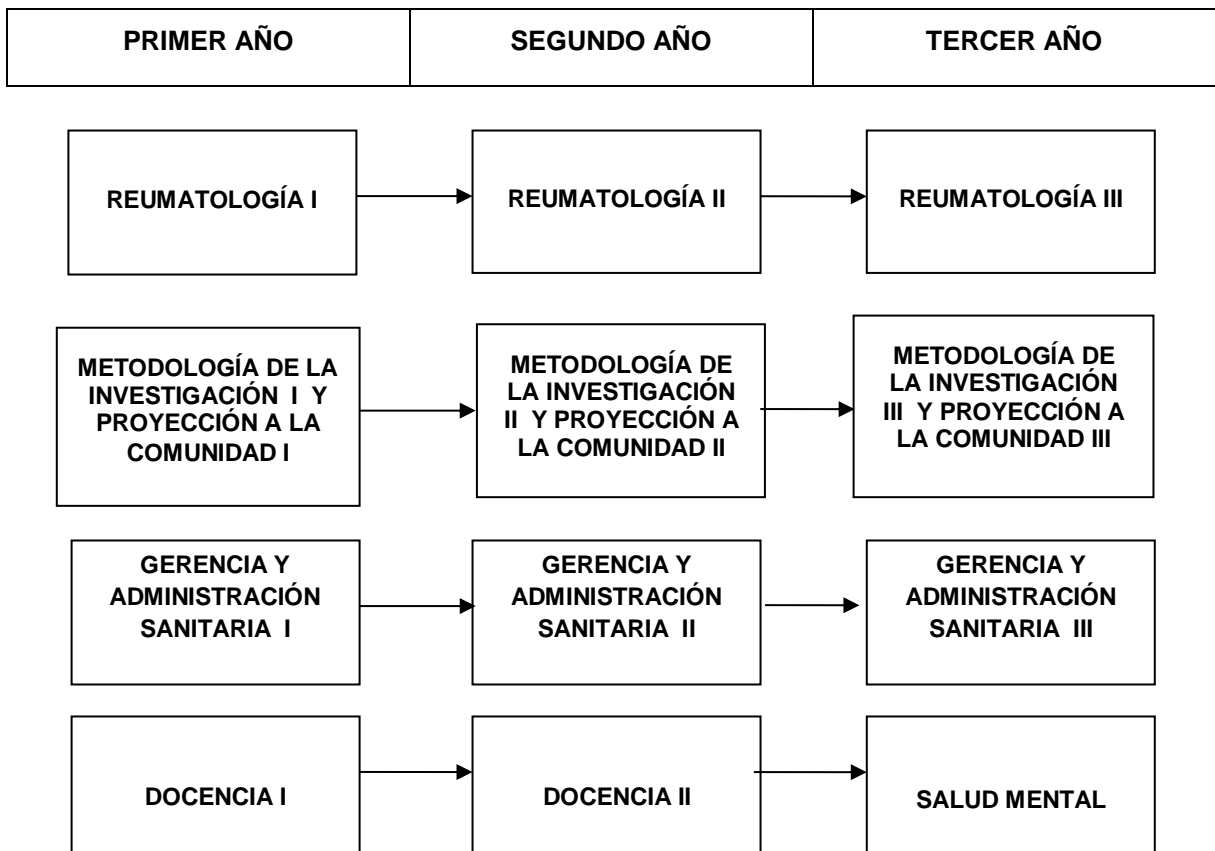 PRIMER AÑO
SEGUNDO AÑO
TERCER AÑO
REUMATOLOGÍA I
REUMATOLOGÍA II
REUMATOLOGÍA III
METODOLOGÍA DE LA
INVESTIGACIÓN I Y
PROYECCIÓN A LA
COMUNIDAD I
METODOLOGÍA DE
LA INVESTIGACIÓN
II Y PROYECCIÓN A
LA COMUNIDAD II
METODOLOGÍA DE
LA INVESTIGACIÓN
III Y PROYECCIÓN A
LA COMUNIDAD III
GERENCIA Y
ADMINISTRACIÓN
SANITARIA I
GERENCIA Y
ADMINISTRACIÓN
SANITARIA II
GERENCIA Y
ADMINISTRACIÓN
SANITARIA III
DOCENCIA I
DOCENCIA II
SALUD MENTAL